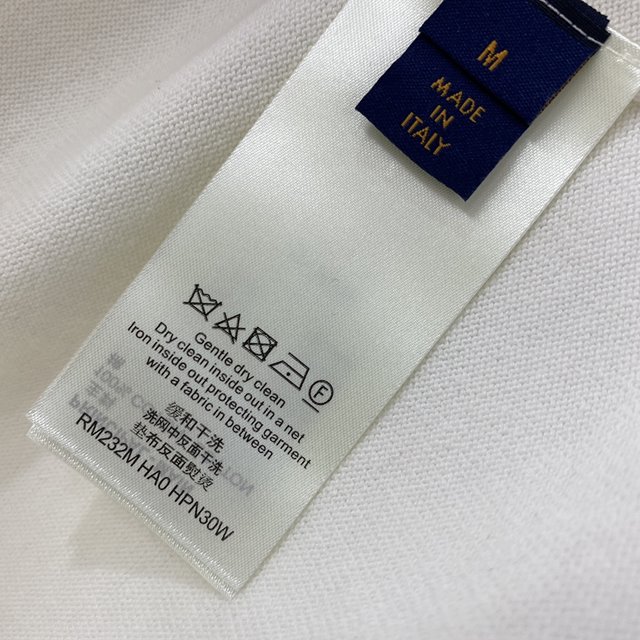 M
MADE
IN
ITALY
F
Gentle dry clean
Dry clean inside out in a net
Iron inside out protecting garment
with a fabric in between
缓和干洗
洗网中反面干洗
垫布反面熨烫
RM232M HA0 HPN30W